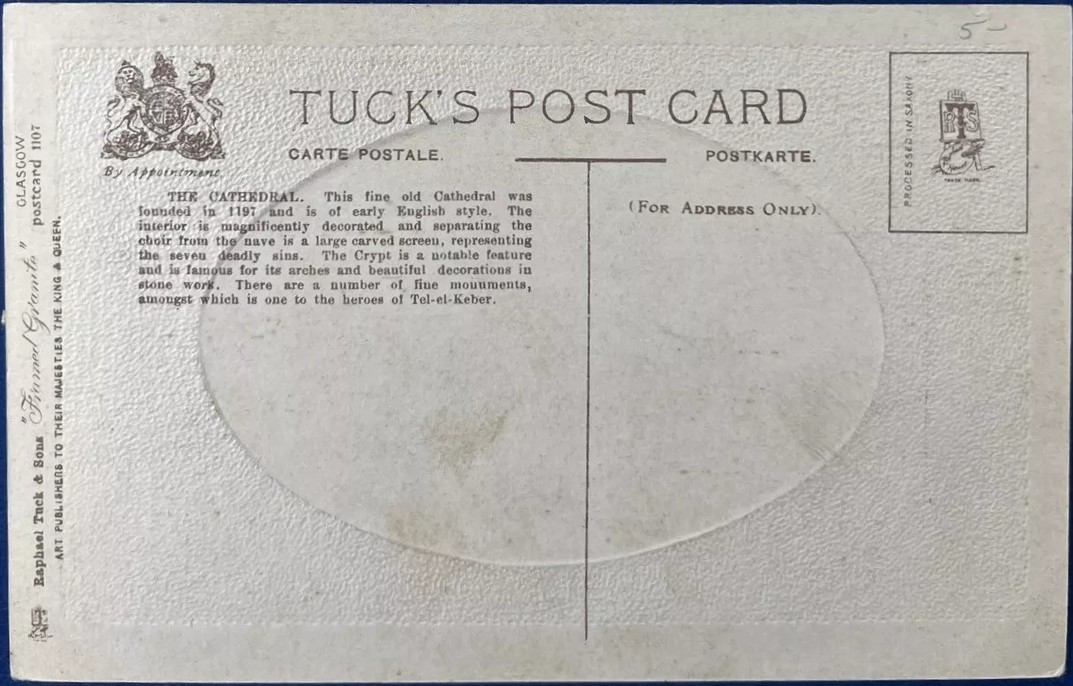 5-
TUCK'S POST CARD
By Appointment.
CARTE POSTALE.
POSTKARTE.
(FOR ADDRESS ONLY).
PROCESSED IN SAXONY
RTS
TRADE MARK.
THE CATHEDRAL. This fine old Cathedral was
founded in 1197 and is of early English style. The
interior is magnificently decorated and separating the
choir from the nave is a large carved screen, representing
the seven deadly sins. The Crypt is a notable feature
and is famous for its arches and beautiful decorations in
stone work. There are a number of fine monuments,
amongst which is one to the heroes of Tel-el-Keber.
Raphael Tuck & Sons "Framed Granite" GLASGOW postcard 1107
ART PUBLISHERS TO THEIR MAJESTIES THE KING & QUEEN.